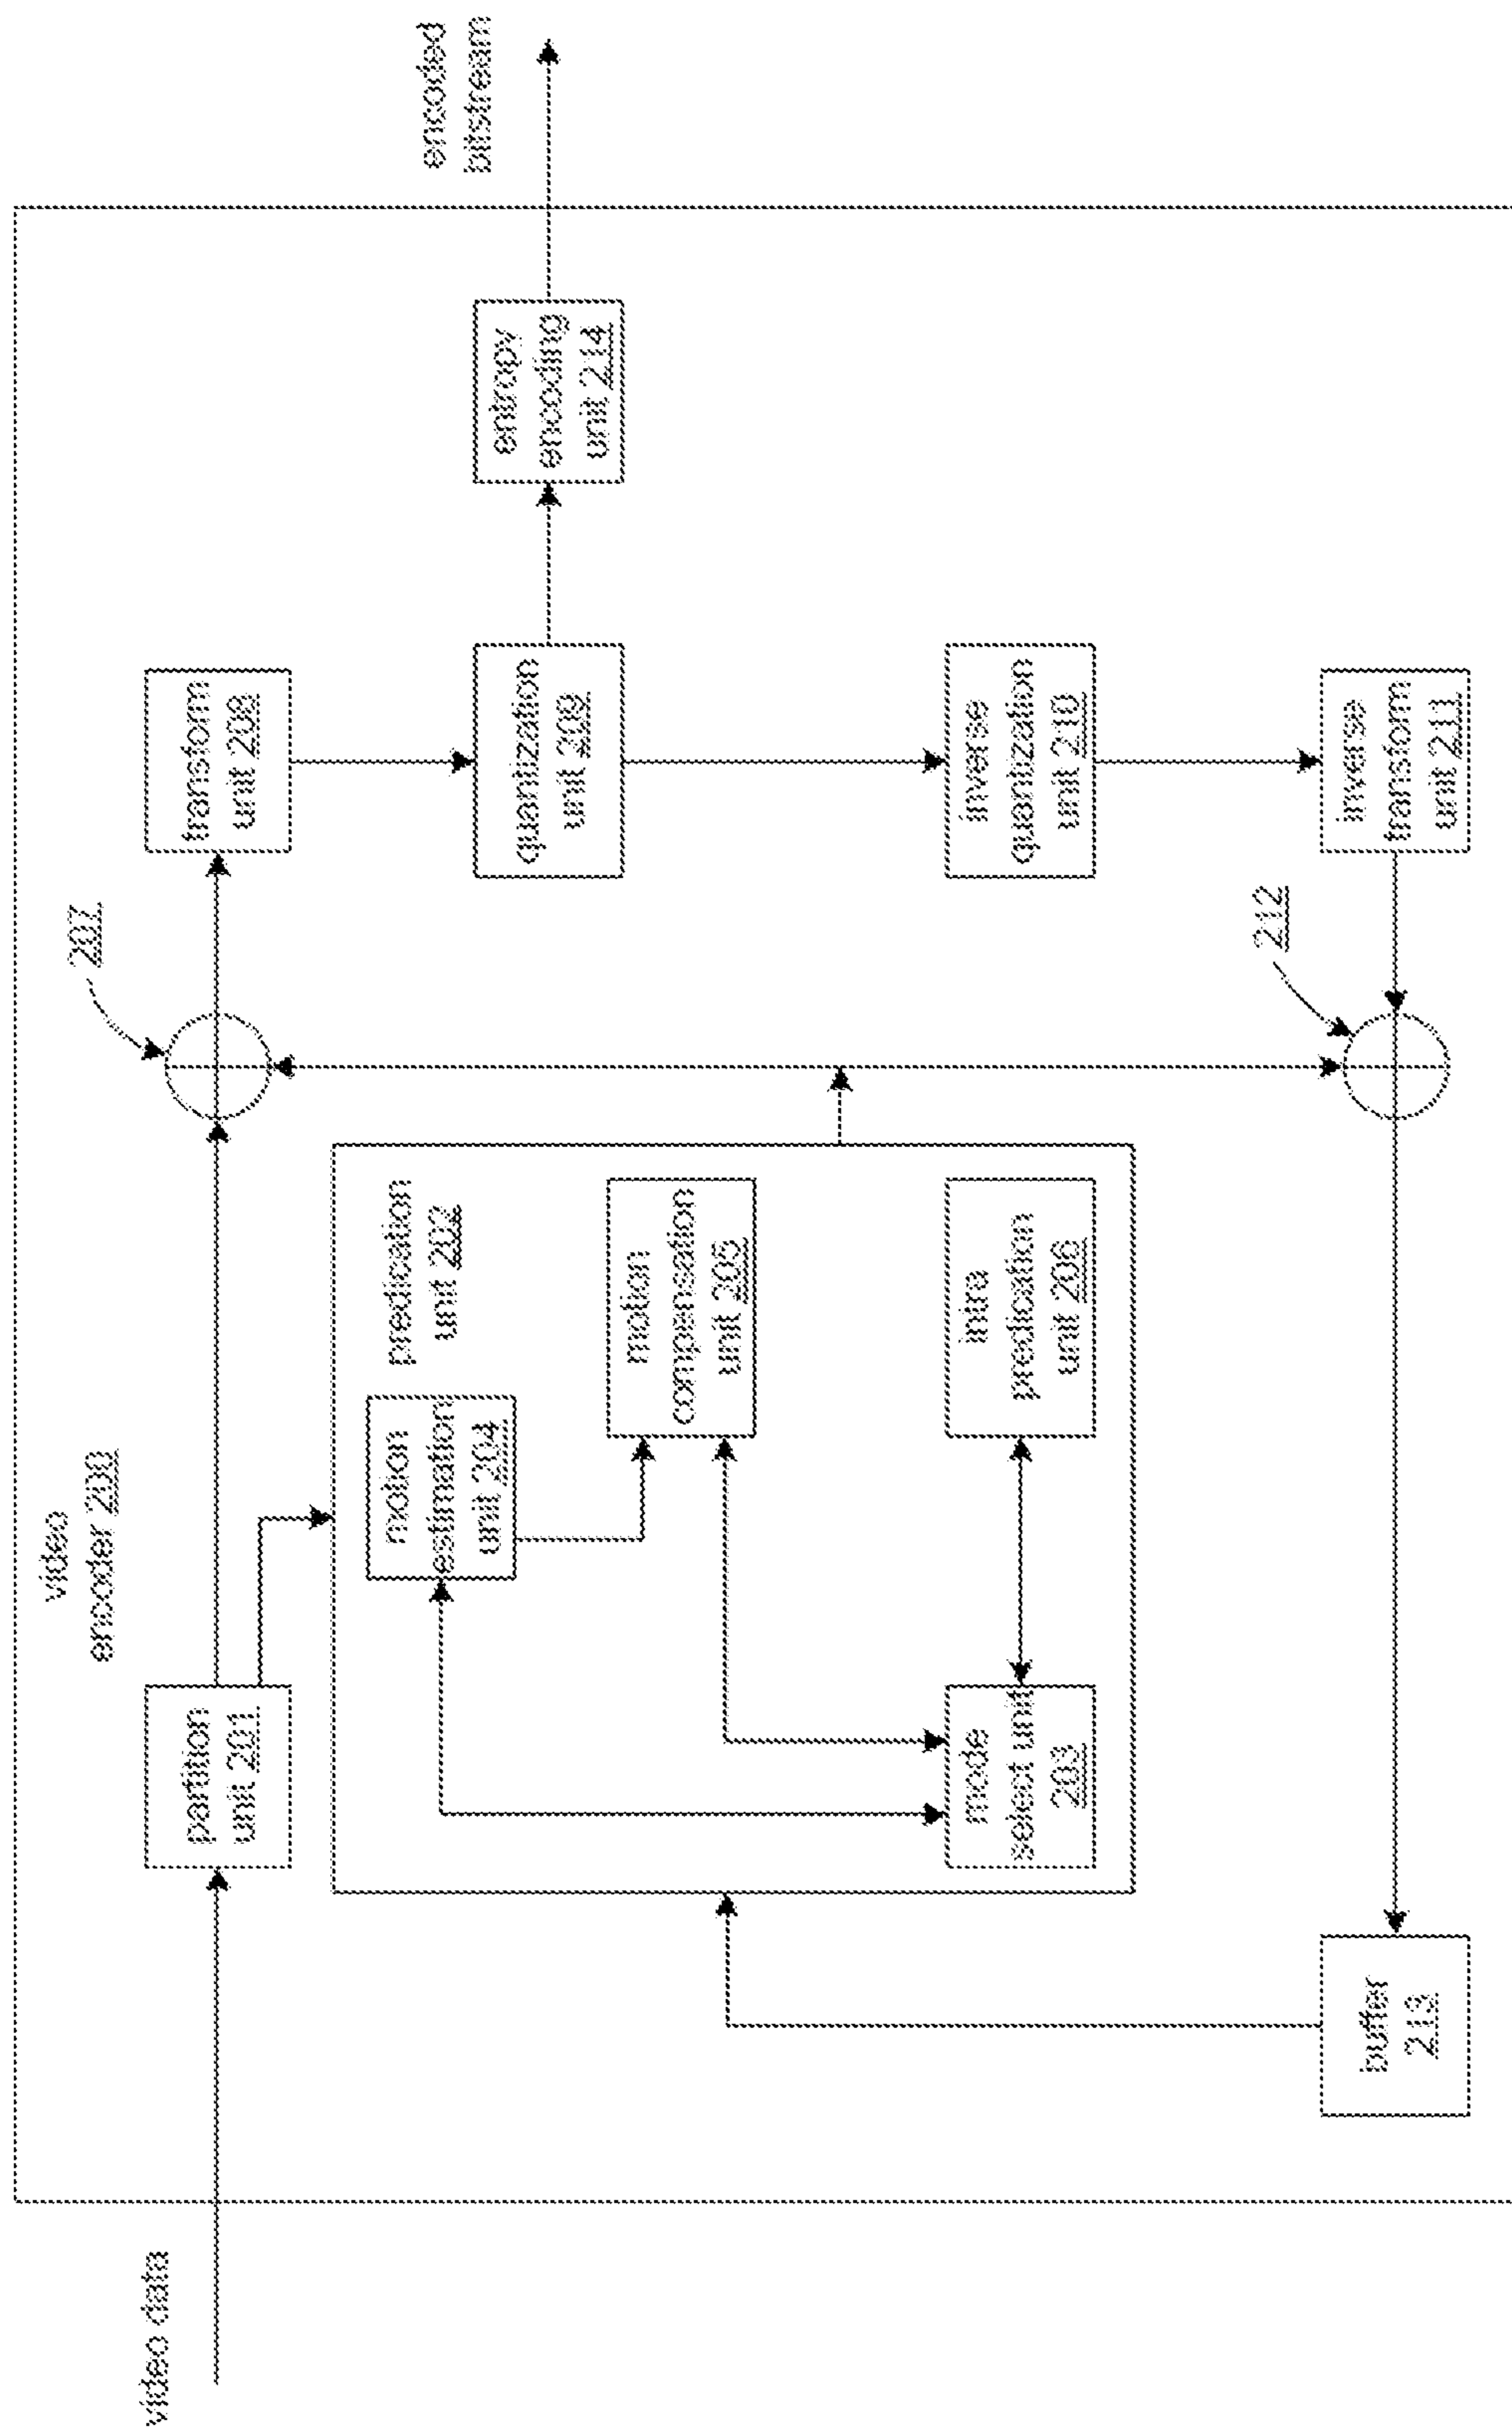 video
encoder 200
video data
partition
unit 201
207
transform
unit 208
predication
unit 202
motion
estimation
unit 204
quantization
unit 209
entropy
encoding
unit 214
encoded
bitstream
motion
compensation
unit 205
mode
select unit
203
intra
predication
unit 206
inverse
quantization
unit 210
buffer
213
212
inverse
transform
unit 211